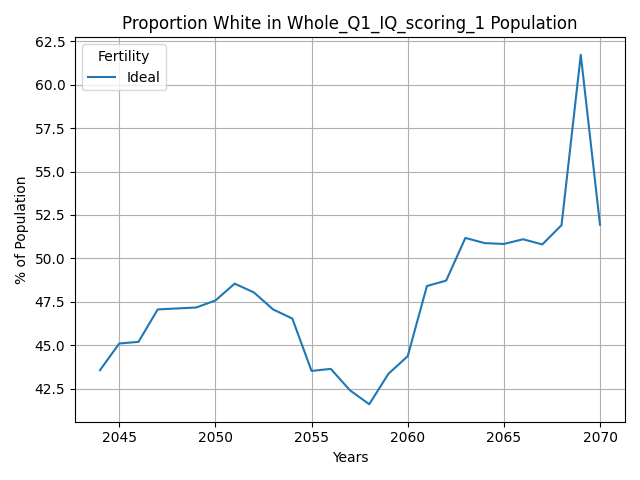 Proportion White in Whole_Q1_IQ_scoring_1 Population
62.5
60.0
57.5
55.0
52.5
50.0
47.5
45.0
42.5
% of Population
Fertility
Ideal
2045 2050 2055 2060 2065 2070
Years